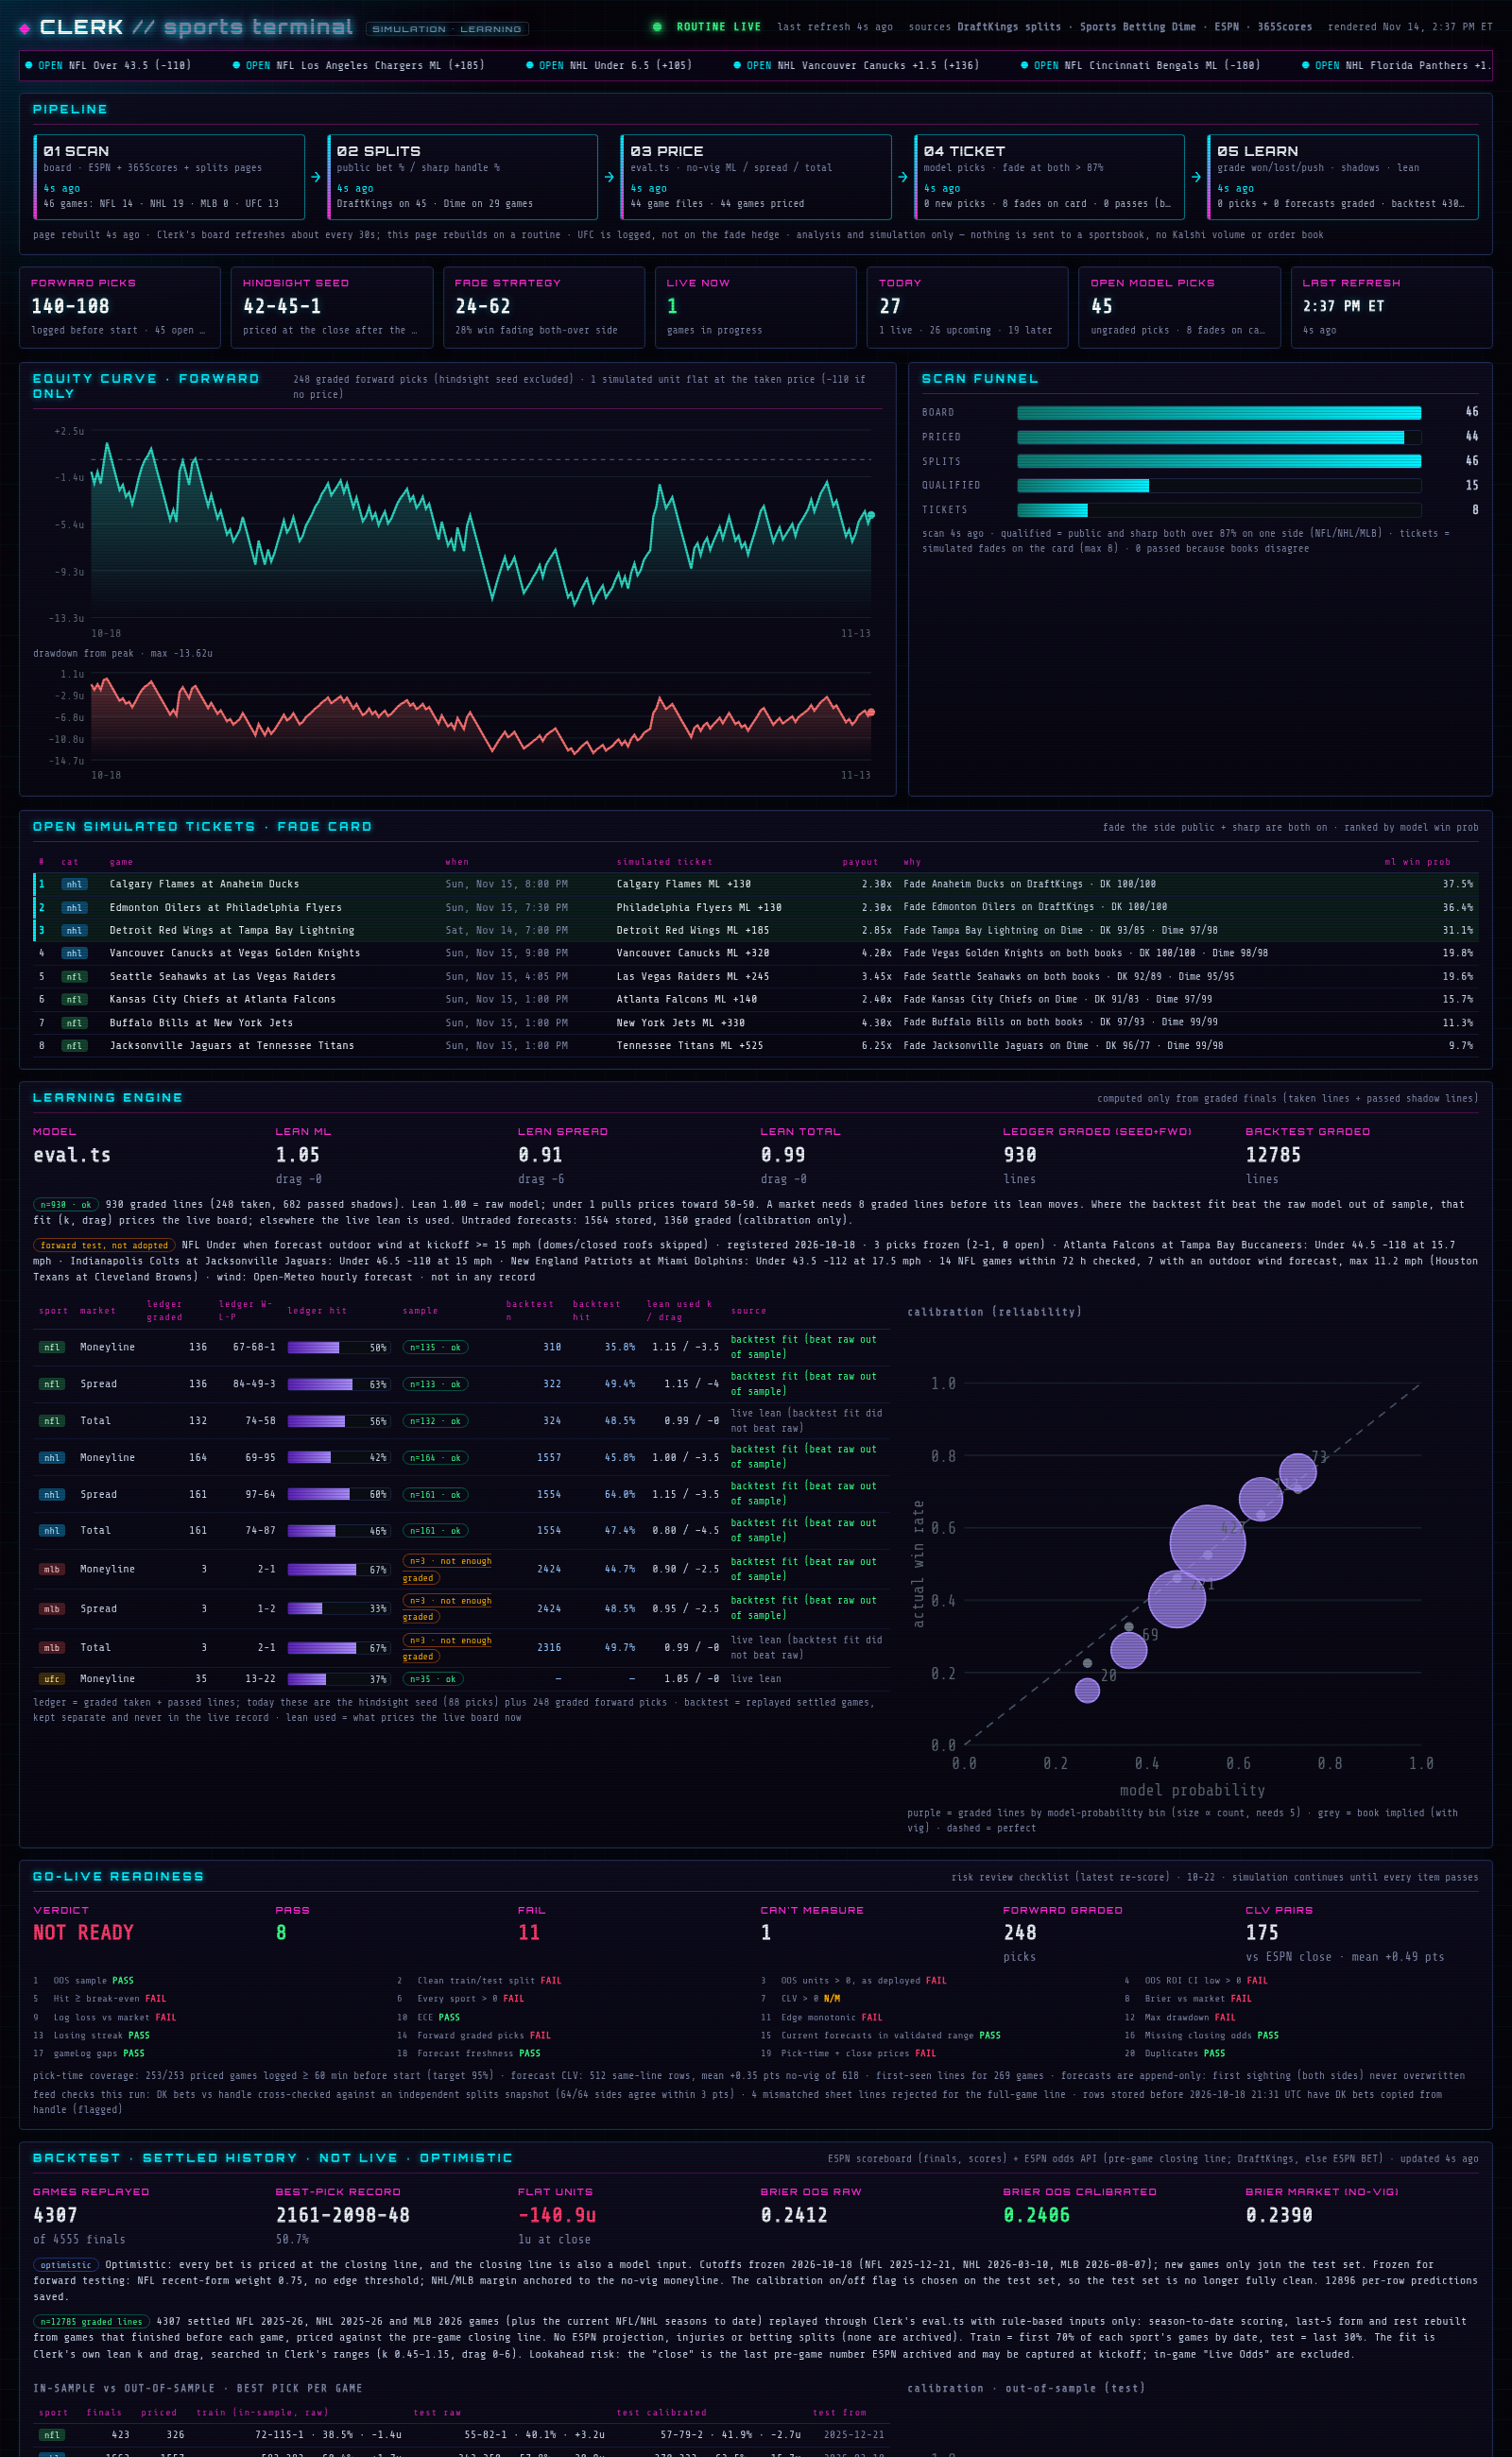 ◆ CLERK // sports terminal SIMULATION · LEARNING
ROUTINE LIVE last refresh 4s ago sources DraftKings splits · Sports Betting Dime · ESPN · 365Scores rendered Nov 14, 2:37 PM ET
● OPEN NFL Over 43.5 (-110) ● OPEN NFL Los Angeles Chargers ML (+185) ● OPEN NHL Under 6.5 (+105) ● OPEN NHL Vancouver Canucks +1.5 (+136) ● OPEN NFL Cincinnati Bengals ML (-180) ● OPEN NHL Florida Panthers +1.
PIPELINE
01 SCAN
board · ESPN + 365Scores + splits pages
4s ago
46 games: NFL 14 · NHL 19 · MLB 0 · UFC 13
→
02 SPLITS
public bet % / sharp handle %
4s ago
DraftKings on 45 · Dime on 29 games
→
03 PRICE
eval.ts · no-vig ML / spread / total
4s ago
44 game files · 44 games priced
→
04 TICKET
model picks · fade at both > 87%
4s ago
0 new picks · 8 fades on card · 0 passes (b…
→
05 LEARN
grade won/lost/push · shadows · lean
4s ago
0 picks + 0 forecasts graded · backtest 430…
page rebuilt 4s ago · Clerk's board refreshes about every 30s; this page rebuilds on a routine · UFC is logged, not on the fade hedge · analysis and simulation only — nothing is sent to a sportsbook, no Kalshi volume or order book
FORWARD PICKS
140-108
logged before start · 45 open …
HINDSIGHT SEED
42-45-1
priced at the close after the …
FADE STRATEGY
24-62
28% win fading both-over side
LIVE NOW
1
games in progress
TODAY
27
1 live · 26 upcoming · 19 later
OPEN MODEL PICKS
45
ungraded picks · 8 fades on ca…
LAST REFRESH
2:37 PM ET
4s ago
EQUITY CURVE · FORWARD ONLY
248 graded forward picks (hindsight seed excluded) · 1 simulated unit flat at the taken price (-110 if no price)
+2.5u
-1.4u
-5.4u
-9.3u
-13.3u
10-18 11-13
drawdown from peak · max -13.62u
1.1u
-2.9u
-6.8u
-10.8u
-14.7u
10-18 11-13
SCAN FUNNEL
BOARD 46
PRICED 44
SPLITS 46
QUALIFIED 15
TICKETS 8
scan 4s ago · qualified = public and sharp both over 87% on one side (NFL/NHL/MLB) · tickets = simulated fades on the card (max 8) · 0 passed because books disagree
OPEN SIMULATED TICKETS · FADE CARD
fade the side public + sharp are both on · ranked by model win prob
# cat game when simulated ticket payout why ml win prob
1 nhl Calgary Flames at Anaheim Ducks Sun, Nov 15, 8:00 PM Calgary Flames ML +130 2.30x Fade Anaheim Ducks on DraftKings · DK 100/100 37.5%
2 nhl Edmonton Oilers at Philadelphia Flyers Sun, Nov 15, 7:30 PM Philadelphia Flyers ML +130 2.30x Fade Edmonton Oilers on DraftKings · DK 100/100 36.4%
3 nhl Detroit Red Wings at Tampa Bay Lightning Sat, Nov 14, 7:00 PM Detroit Red Wings ML +185 2.85x Fade Tampa Bay Lightning on Dime · DK 93/85 · Dime 97/98 31.1%
4 nhl Vancouver Canucks at Vegas Golden Knights Sun, Nov 15, 9:00 PM Vancouver Canucks ML +320 4.20x Fade Vegas Golden Knights on both books · DK 100/100 · Dime 98/98 19.8%
5 nfl Seattle Seahawks at Las Vegas Raiders Sun, Nov 15, 4:05 PM Las Vegas Raiders ML +245 3.45x Fade Seattle Seahawks on both books · DK 92/89 · Dime 95/95 19.6%
6 nfl Kansas City Chiefs at Atlanta Falcons Sun, Nov 15, 1:00 PM Atlanta Falcons ML +140 2.40x Fade Kansas City Chiefs on Dime · DK 91/83 · Dime 97/99 15.7%
7 nfl Buffalo Bills at New York Jets Sun, Nov 15, 1:00 PM New York Jets ML +330 4.30x Fade Buffalo Bills on both books · DK 97/93 · Dime 99/99 11.3%
8 nfl Jacksonville Jaguars at Tennessee Titans Sun, Nov 15, 1:00 PM Tennessee Titans ML +525 6.25x Fade Jacksonville Jaguars on Dime · DK 96/77 · Dime 99/98 9.7%
LEARNING ENGINE
computed only from graded finals (taken lines + passed shadow lines)
MODEL
eval.ts
LEAN ML
1.05
drag -0
LEAN SPREAD
0.91
drag -6
LEAN TOTAL
0.99
drag -0
LEDGER GRADED (SEED+FWD)
930
lines
BACKTEST GRADED
12785
lines
n=930 · ok 930 graded lines (248 taken, 682 passed shadows). Lean 1.00 = raw model; under 1 pulls prices toward 50-50. A market needs 8 graded lines before its lean moves. Where the backtest fit beat the raw model out of sample, that
fit (k, drag) prices the live board; elsewhere the live lean is used. Untraded forecasts: 1564 stored, 1360 graded (calibration only).
forward test, not adopted NFL Under when forecast outdoor wind at kickoff >= 15 mph (domes/closed roofs skipped) · registered 2026-10-18 · 3 picks frozen (2-1, 0 open) · Atlanta Falcons at Tampa Bay Buccaneers: Under 44.5 -118 at 15.7
mph · Indianapolis Colts at Jacksonville Jaguars: Under 46.5 -110 at 15 mph · New England Patriots at Miami Dolphins: Under 43.5 -112 at 17.5 mph · 14 NFL games within 72 h checked, 7 with an outdoor wind forecast, max 11.2 mph (Houston
Texans at Cleveland Browns) · wind: Open-Meteo hourly forecast · not in any record
sport market ledger graded ledger W-L-P ledger hit sample backtest n backtest hit lean used k / drag source
nfl Moneyline 136 67-68-1 50% n=135 · ok 310 35.8% 1.15 / -3.5 backtest fit (beat raw out of sample)
nfl Spread 136 84-49-3 63% n=133 · ok 322 49.4% 1.15 / -4 backtest fit (beat raw out of sample)
nfl Total 132 74-58 56% n=132 · ok 324 48.5% 0.99 / -0 live lean (backtest fit did not beat raw)
nhl Moneyline 164 69-95 42% n=164 · ok 1557 45.8% 1.00 / -3.5 backtest fit (beat raw out of sample)
nhl Spread 161 97-64 60% n=161 · ok 1554 64.0% 1.15 / -3.5 backtest fit (beat raw out of sample)
nhl Total 161 74-87 46% n=161 · ok 1554 47.4% 0.80 / -4.5 backtest fit (beat raw out of sample)
mlb Moneyline 3 2-1 67% n=3 · not enough graded 2424 44.7% 0.90 / -2.5 backtest fit (beat raw out of sample)
mlb Spread 3 1-2 33% n=3 · not enough graded 2424 48.5% 0.95 / -2.5 backtest fit (beat raw out of sample)
mlb Total 3 2-1 67% n=3 · not enough graded 2316 49.7% 0.99 / -0 live lean (backtest fit did not beat raw)
ufc Moneyline 35 13-22 37% n=35 · ok — — 1.05 / -0 live lean
ledger = graded taken + passed lines; today these are the hindsight seed (88 picks) plus 248 graded forward picks · backtest = replayed settled games,
kept separate and never in the live record · lean used = what prices the live board now
calibration (reliability)
1.0
0.8
0.6
0.4
0.2
0.0
0.0 0.2 0.4 0.6 0.8 1.0
actual win rate
model probability
73
69
20
purple = graded lines by model-probability bin (size ∝ count, needs 5) · grey = book implied (with
vig) · dashed = perfect
GO-LIVE READINESS
risk review checklist (latest re-score) · 10-22 · simulation continues until every item passes
VERDICT
NOT READY
PASS
8
FAIL
11
CAN'T MEASURE
1
FORWARD GRADED
248
picks
CLV PAIRS
175
vs ESPN close · mean +0.49 pts
1 OOS sample PASS 2 Clean train/test split FAIL 3 OOS units > 0, as deployed FAIL 4 OOS ROI CI low > 0 FAIL
5 Hit ≥ break-even FAIL 6 Every sport > 0 FAIL 7 CLV > 0 N/M 8 Brier vs market FAIL
9 Log loss vs market FAIL 10 ECE PASS 11 Edge monotonic FAIL 12 Max drawdown FAIL
13 Losing streak PASS 14 Forward graded picks FAIL 15 Current forecasts in validated range PASS 16 Missing closing odds PASS
17 gameLog gaps PASS 18 Forecast freshness PASS 19 Pick-time + close prices FAIL 20 Duplicates PASS
pick-time coverage: 253/253 priced games logged ≥ 60 min before start (target 95%) · forecast CLV: 512 same-line rows, mean +0.35 pts no-vig of 618 · first-seen lines for 269 games · forecasts are append-only: first sighting (both sides) never overwritten
feed checks this run: DK bets vs handle cross-checked against an independent splits snapshot (64/64 sides agree within 3 pts) · 4 mismatched sheet lines rejected for the full-game line · rows stored before 2026-10-18 21:31 UTC have DK bets copied from
handle (flagged)
BACKTEST · SETTLED HISTORY · NOT LIVE · OPTIMISTIC
ESPN scoreboard (finals, scores) + ESPN odds API (pre-game closing line; DraftKings, else ESPN BET) · updated 4s ago
GAMES REPLAYED
4307
of 4555 finals
BEST-PICK RECORD
2161-2098-48
50.7%
FLAT UNITS
-140.9u
1u at close
BRIER OOS RAW
0.2412
BRIER OOS CALIBRATED
0.2406
BRIER MARKET (NO-VIG)
0.2390
optimistic Optimistic: every bet is priced at the closing line, and the closing line is also a model input. Cutoffs frozen 2026-10-18 (NFL 2025-12-21, NHL 2026-03-10, MLB 2026-08-07); new games only join the test set. Frozen for
forward testing: NFL recent-form weight 0.75, no edge threshold; NHL/MLB margin anchored to the no-vig moneyline. The calibration on/off flag is chosen on the test set, so the test set is no longer fully clean. 12896 per-row predictions
saved.
n=12785 graded lines 4307 settled NFL 2025-26, NHL 2025-26 and MLB 2026 games (plus the current NFL/NHL seasons to date) replayed through Clerk's eval.ts with rule-based inputs only: season-to-date scoring, last-5 form and rest rebuilt
from games that finished before each game, priced against the pre-game closing line. No ESPN projection, injuries or betting splits (none are archived). Train = first 70% of each sport's games by date, test = last 30%. The fit is
Clerk's own lean k and drag, searched in Clerk's ranges (k 0.45-1.15, drag 0-6). Lookahead risk: the "close" is the last pre-game number ESPN archived and may be captured at kickoff; in-game "Live Odds" are excluded.
IN-SAMPLE vs OUT-OF-SAMPLE · BEST PICK PER GAME
calibration · out-of-sample (test)
sport finals priced train (in-sample, raw) test raw test calibrated test from
nfl 423 326 72-115-1 · 38.5% · -1.4u 55-82-1 · 40.1% · +3.2u 57-79-2 · 41.9% · -2.7u 2025-12-21